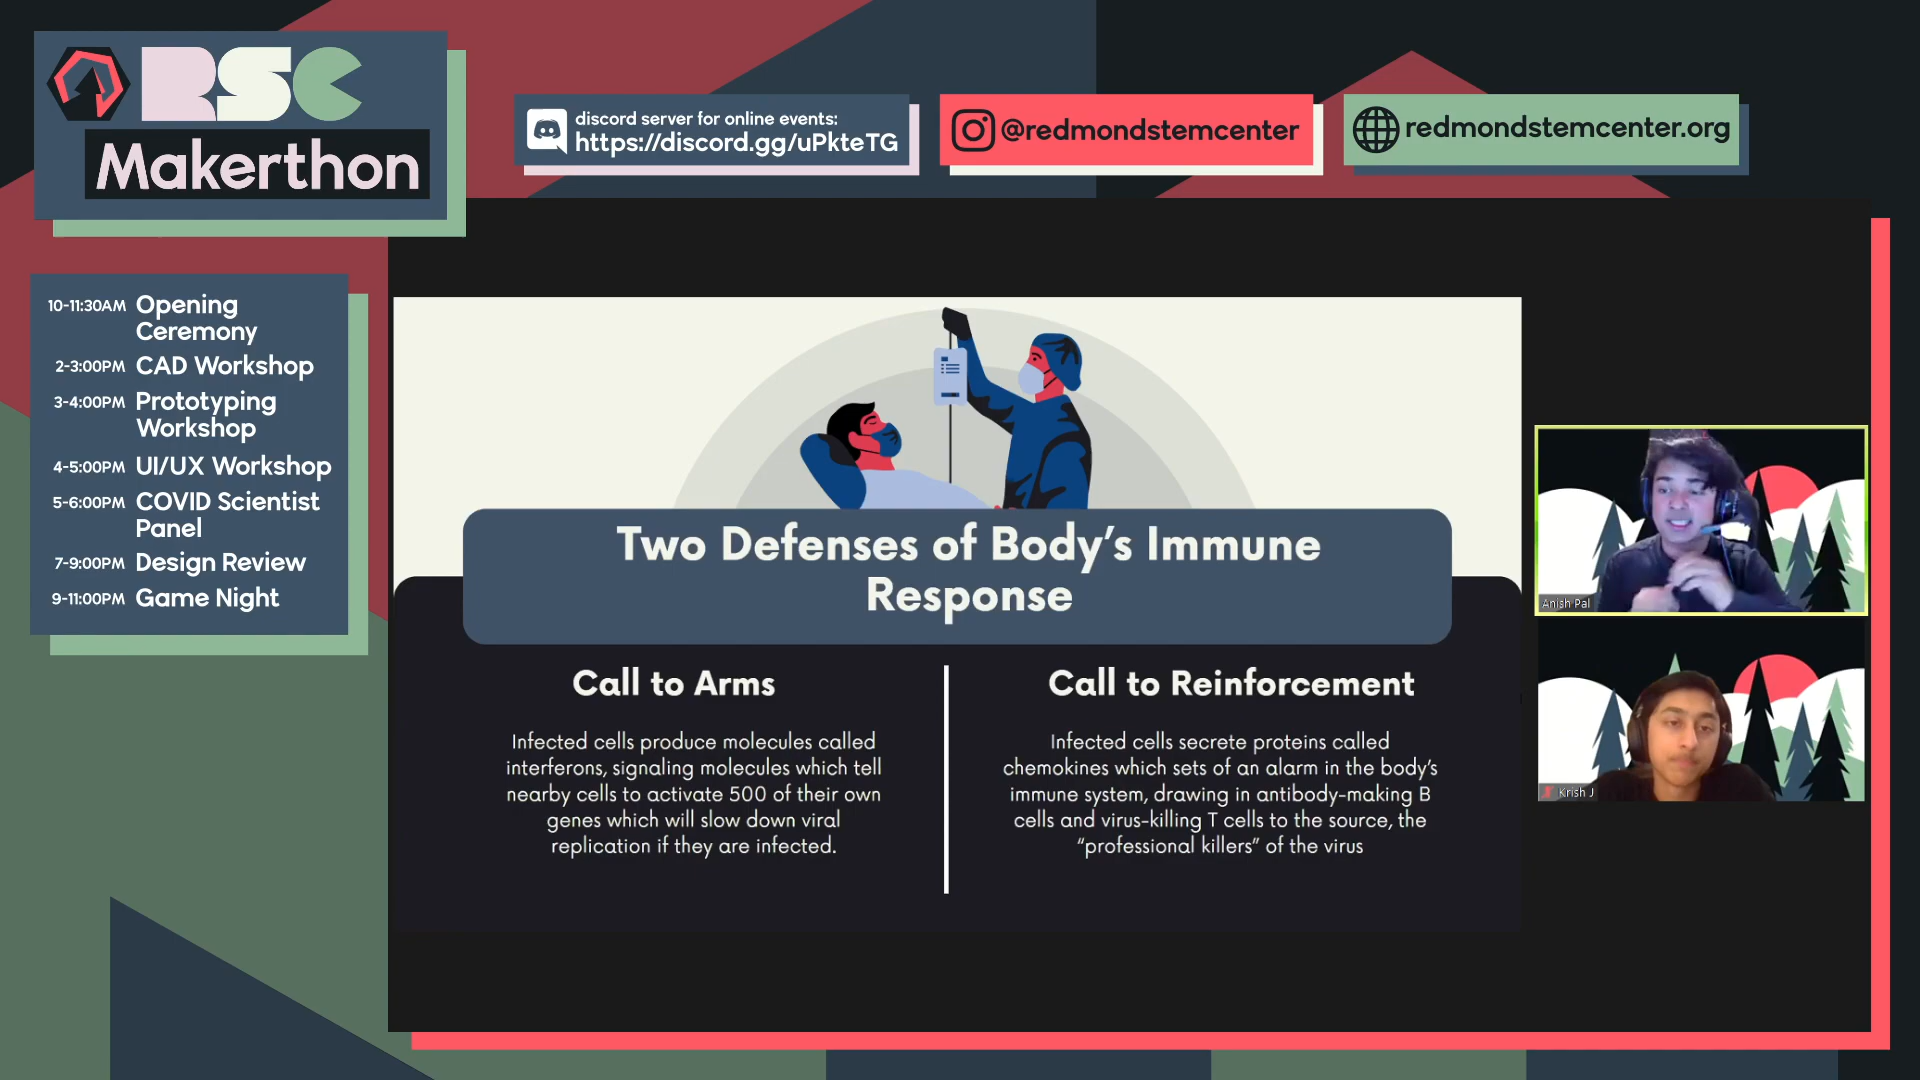 RSC
Makerthon
discord server for online events:
https://discord.gg/uPkteTG
@redmondstemcenter
redmondstemcenter.org
10-11:30AM Opening
Ceremony
2-3:00PM CAD Workshop
3-4:00PM Prototyping
Workshop
4-5:00PM UI/UX Workshop
5-6:00PM COVID Scientist
Panel
7-9:00PM Design Review
9-11:00PM Game Night
Two Defenses of Body’s Immune
Response
Call to Arms
Infected cells produce molecules called
interferons, signaling molecules which tell
nearby cells to activate 500 of their own
genes which will slow down viral
replication if they are infected.
Call to Reinforcement
Infected cells secrete proteins called
chemokines which sets of an alarm in the body’s
immune system, drawing in antibody-making B
cells and virus-killing T cells to the source, the
“professional killers” of the virus
Anish Pal
Krish J